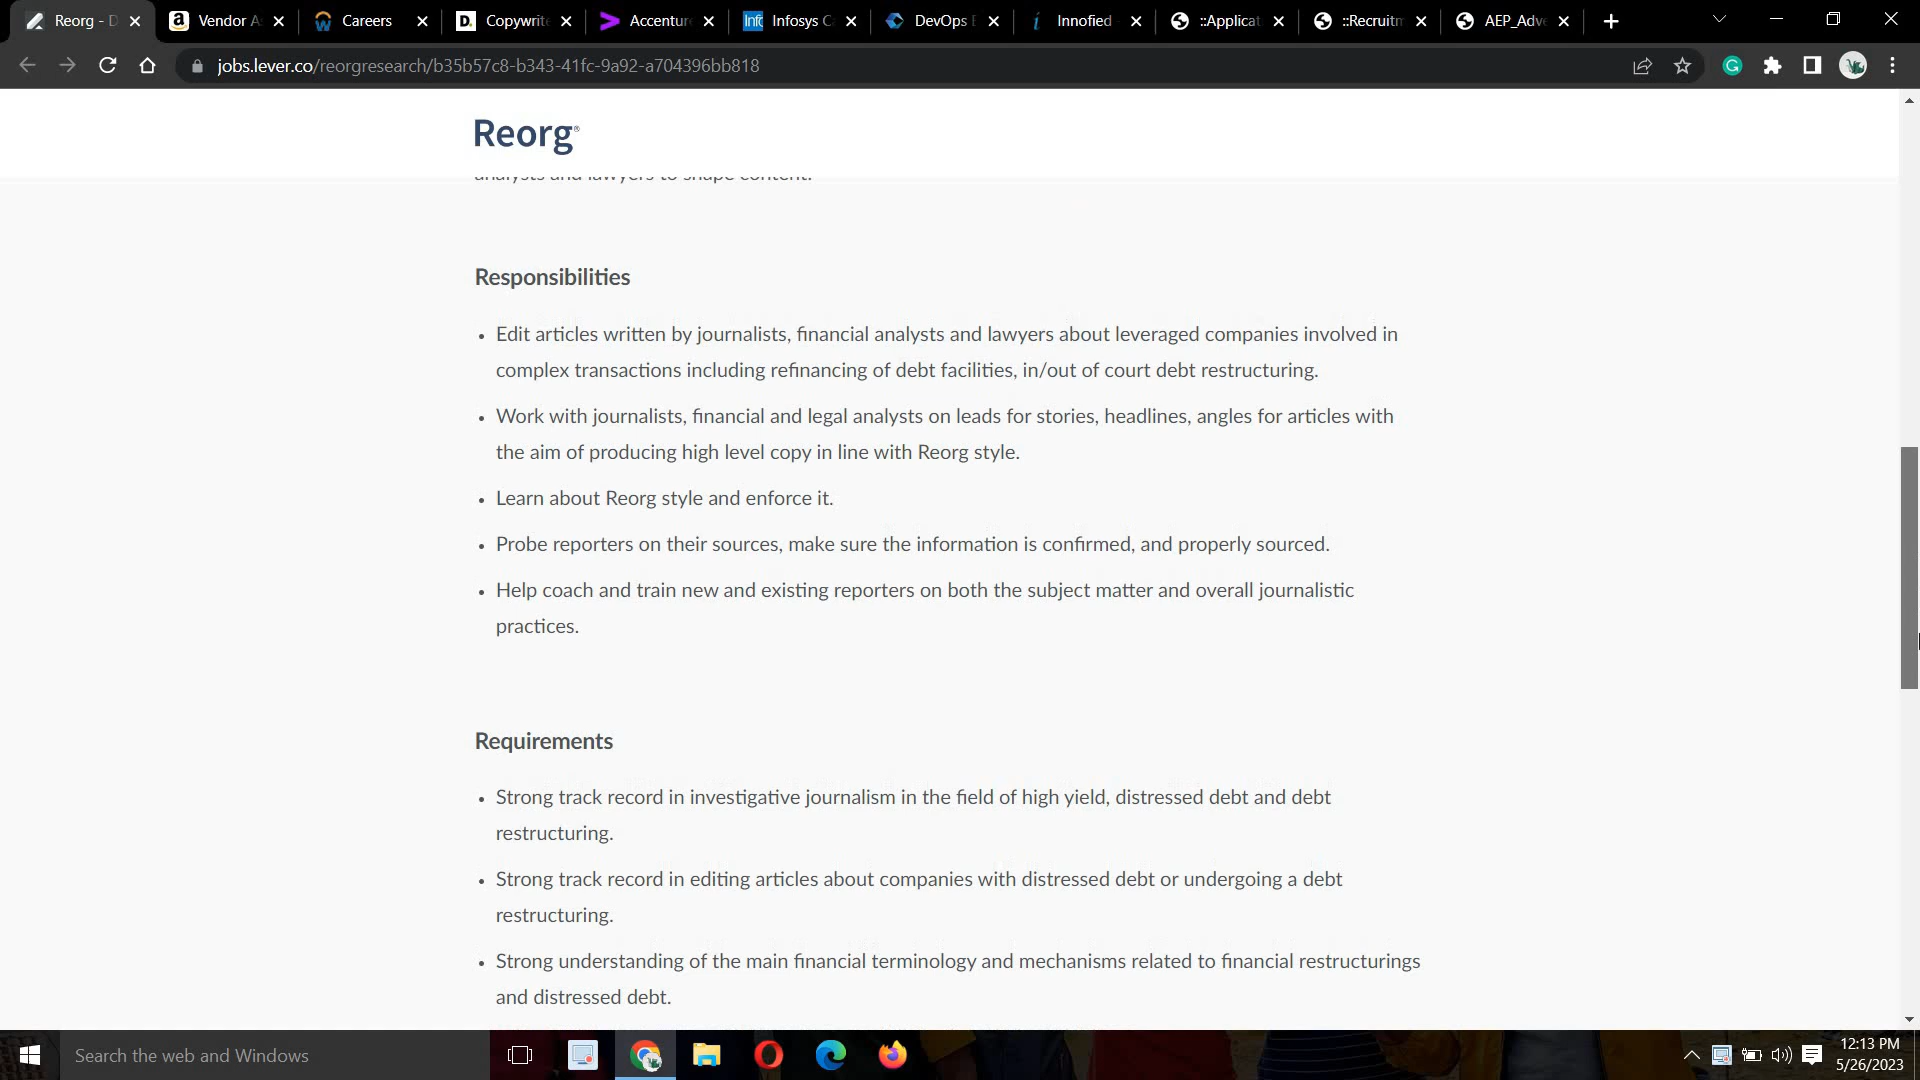 Reorg - D
Vendor As
Careers
Copywrite
Accenture
Infosys C
DevOps E
Innofied
::Applicat
::Recruitm
AEP_Adve
jobs.lever.co/reorgresearch/b35b57c8-b343-41fc-9a92-a704396bb818
Reorg®
analysts and lawyers to shape content.
Responsibilities
• Edit articles written by journalists, financial analysts and lawyers about leveraged companies involved in
complex transactions including refinancing of debt facilities, in/out of court debt restructuring.
• Work with journalists, financial and legal analysts on leads for stories, headlines, angles for articles with
the aim of producing high level copy in line with Reorg style.
• Learn about Reorg style and enforce it.
• Probe reporters on their sources, make sure the information is confirmed, and properly sourced.
• Help coach and train new and existing reporters on both the subject matter and overall journalistic
practices.
Requirements
• Strong track record in investigative journalism in the field of high yield, distressed debt and debt
restructuring.
• Strong track record in editing articles about companies with distressed debt or undergoing a debt
restructuring.
• Strong understanding of the main financial terminology and mechanisms related to financial restructurings
and distressed debt.
Search the web and Windows
12:13 PM
5/26/2023